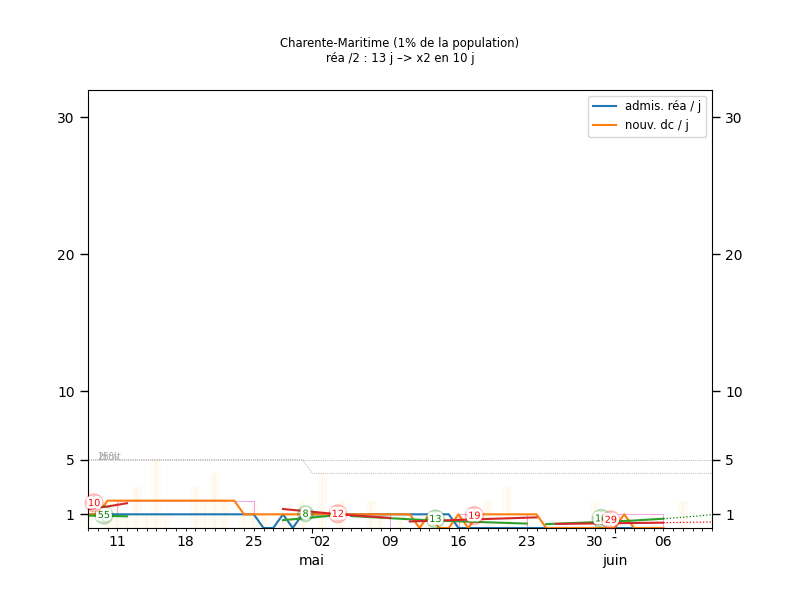 Charente-Maritime (1% de la population)
réa /2 : 13 j –> x2 en 10 j
admis. réa / j
nouv. dc / j
30 30
20 20
10 10
5 5
1 1
10
55
8
12
13
19
29
11 18 25 02 09 16 23 30 06
mai juin